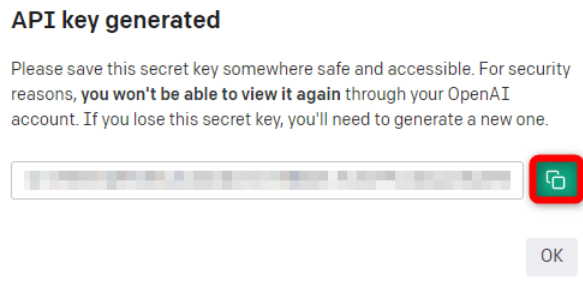 API key generated
Please save this secret key somewhere safe and accessible. For security
reasons, you won't be able to view it again through your OpenAI
account. If you lose this secret key, you'll need to generate a new one.
OK